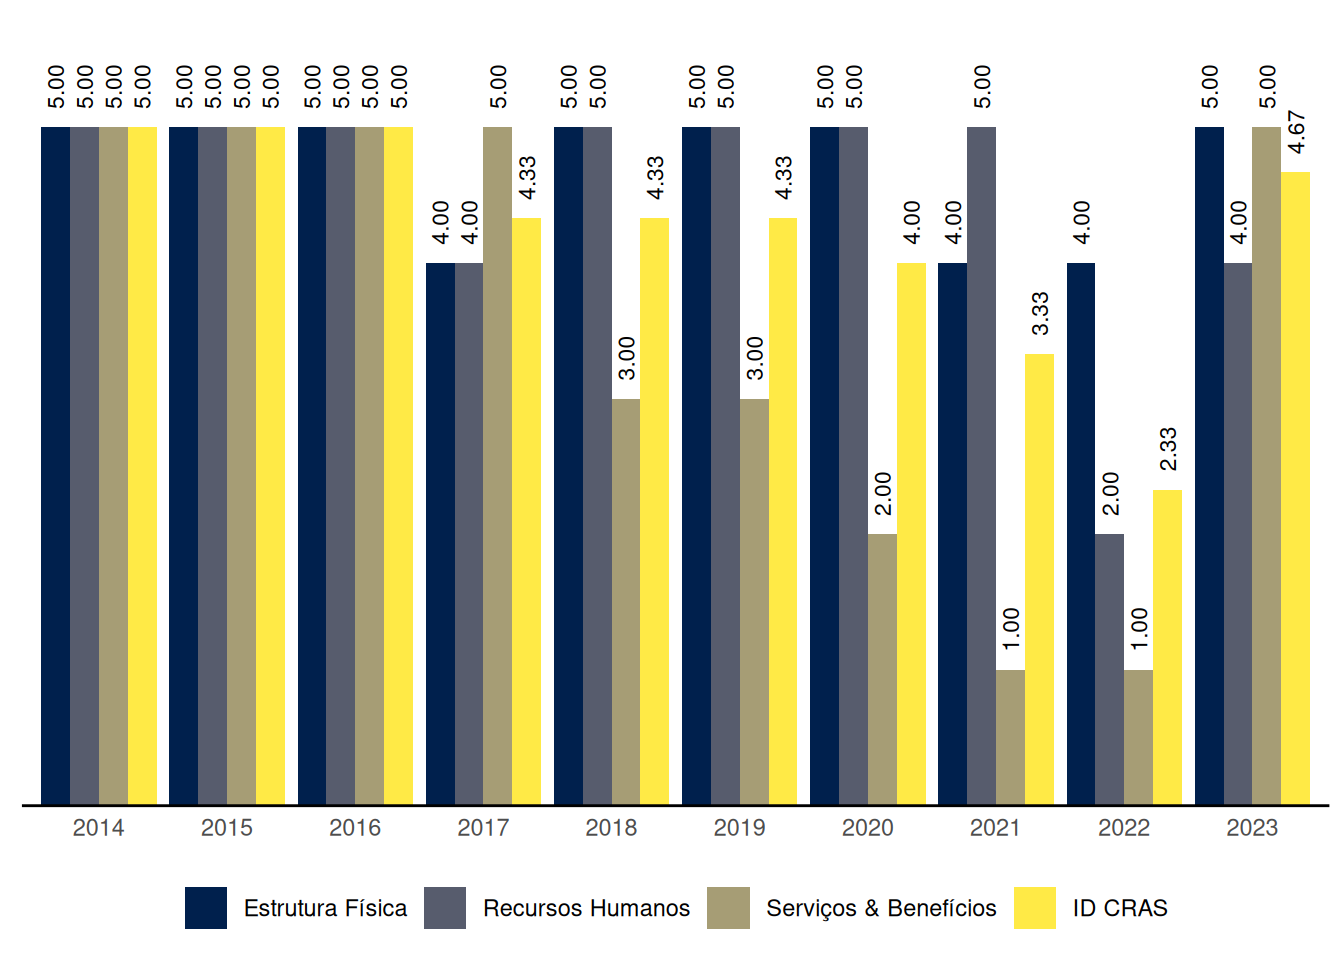 5.00 5.00 5.00 5.00 5.00 5.00 5.00 5.00 5.00 5.00 5.00 5.00 4.00 4.00 5.00 4.33 5.00 5.00 3.00 4.33 5.00 5.00 3.00 4.33 5.00 5.00 2.00 4.00 4.00 5.00 1.00 3.33 4.00 2.00 1.00 2.33 5.00 4.00 5.00 4.67
2014 2015 2016 2017 2018 2019 2020 2021 2022 2023
Estrutura Física Recursos Humanos Serviços & Benefícios ID CRAS